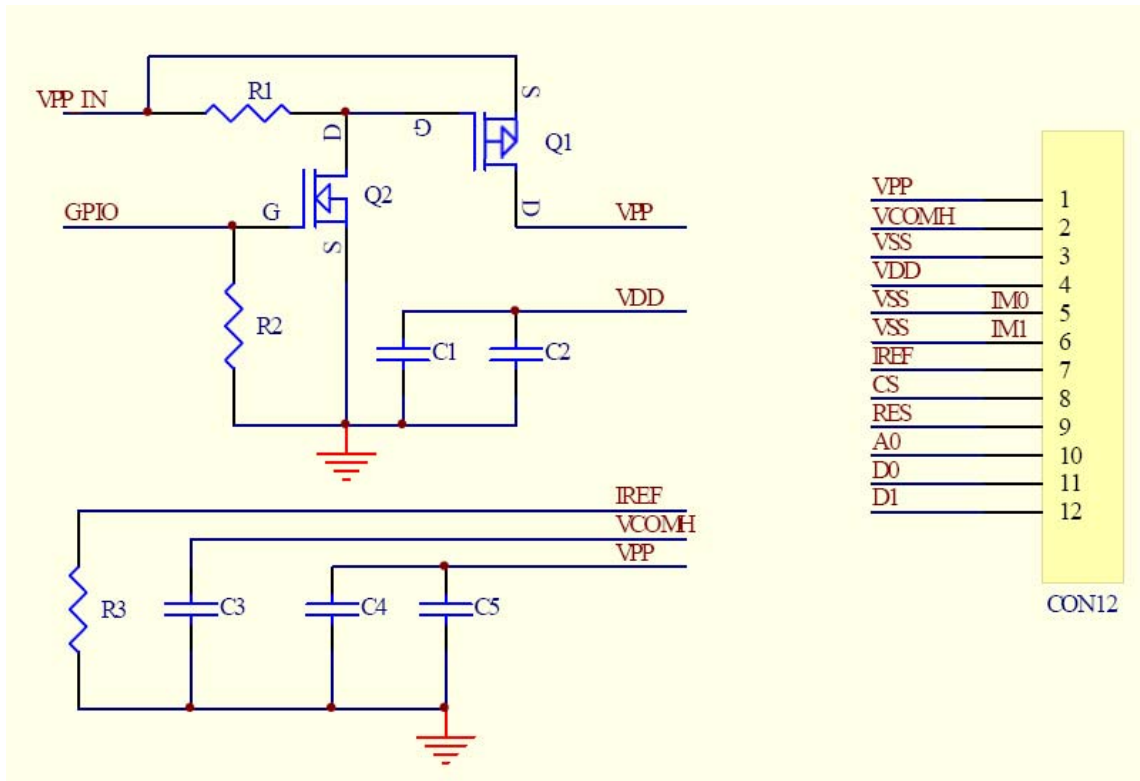 S
R1
VPP IN
D
G
Q1
Q2
GPIO
G
D
VPP
S
VDD
R2
C1
C2
IREF
VCOMH
VPP
R3
C3
C4
C5
VPP 1
VCOMH 2
VSS 3
VDD 4
VSS IM0 5
VSS IM1 6
IREF 7
CS 8
RES 9
A0 10
D0 11
D1 12
CON12